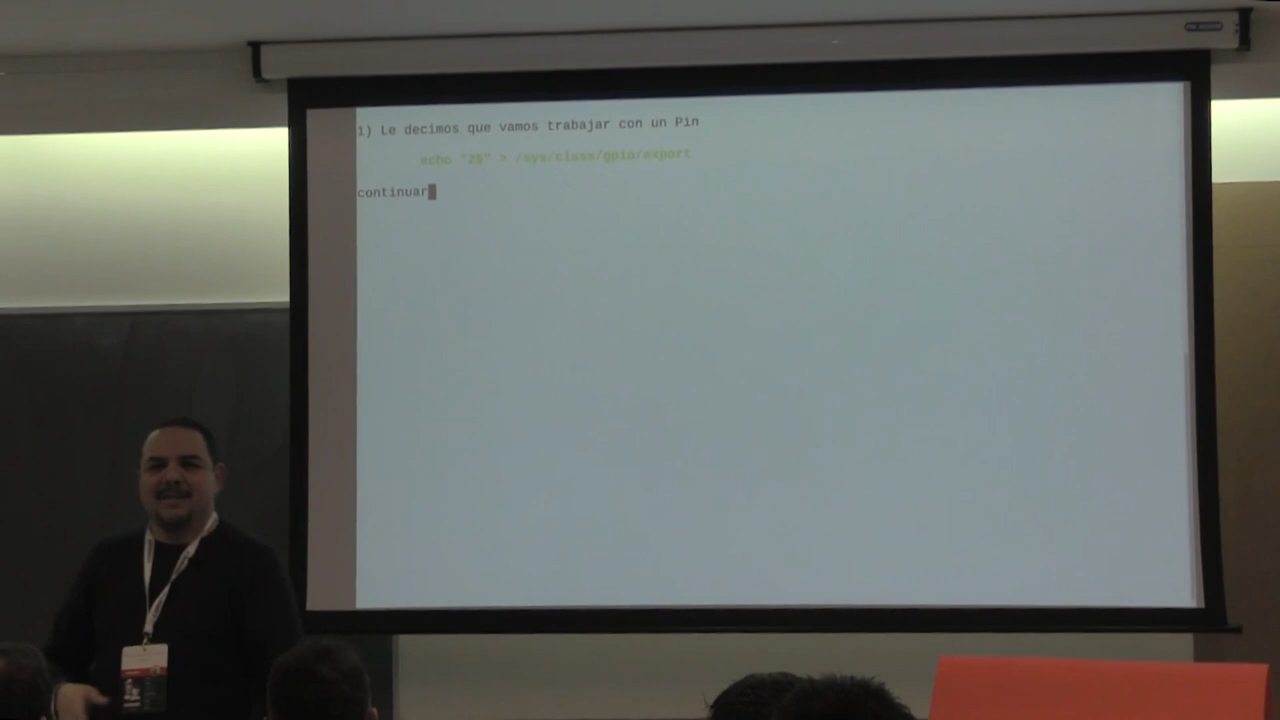 1) Le decimos que vamos trabajar con un Pin
echo "25" > /sys/class/gpio/export
continuar